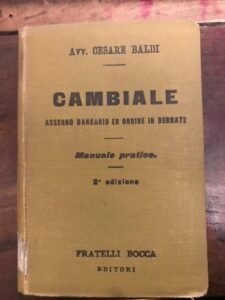 Avv. CESARE BALDI
CAMBIALE
ASSEGNO BANCARIO ED ORDINE IN DERRATE
Manuale pratico.
2ª edizione
FRATELLI BOCCA
EDITORI